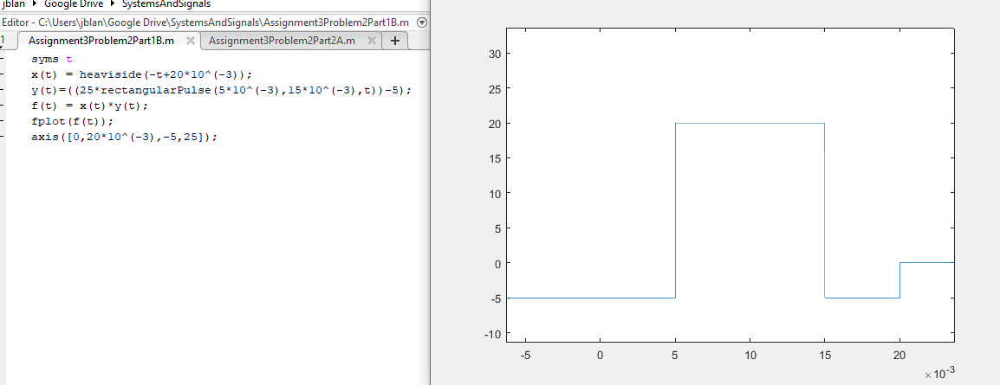 jblan ▸ Google Drive ▸ SystemsAndSignals
Editor - C:\Users\jblan\Google Drive\SystemsAndSignals\Assignment3Problem2Part1B.m
1 Assignment3Problem2Part1B.m × Assignment3Problem2Part2A.m × +
syms t
x(t) = heaviside(-t+20*10^(-3));
y(t)=((25*rectangularPulse(5*10^(-3),15*10^(-3),t))-5);
f(t) = x(t)*y(t);
fplot(f(t));
axis([0,20*10^(-3),-5,25]);
30
25
20
15
10
5
0
-5
-10
-5 0 5 10 15 20
×10^-3